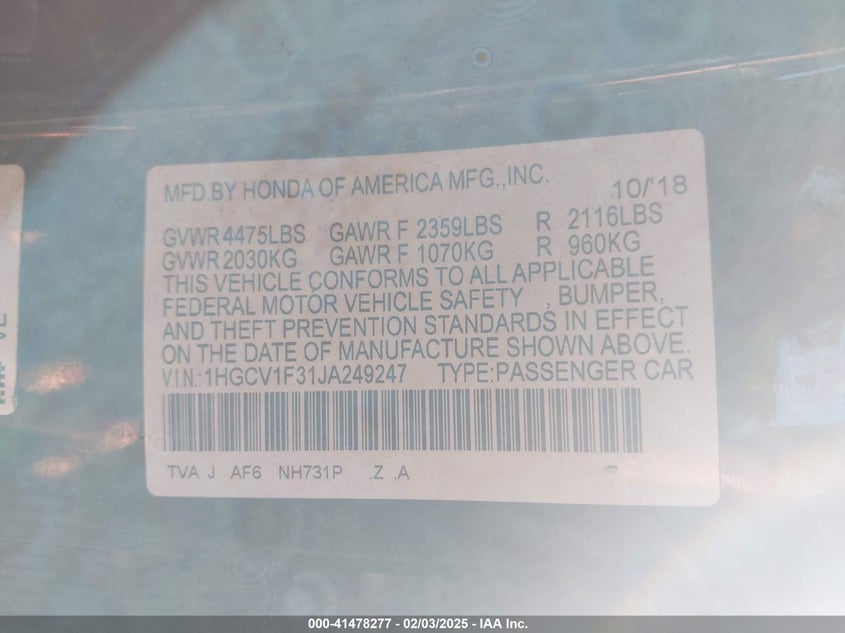 MFD.BY HONDA OF AMERICA MFG.,INC. 10/'18
GVWR 4475LBS GAWR F 2359LBS R 2116LBS
GVWR 2030KG GAWR F 1070KG R 960KG
THIS VEHICLE CONFORMS TO ALL APPLICABLE
FEDERAL MOTOR VEHICLE SAFETY , BUMPER,
AND THEFT PREVENTION STANDARDS IN EFFECT
ON THE DATE OF MANUFACTURE SHOWN ABOVE.
V.I.N.:1HGCV1F31JA249247 TYPE:PASSENGER CAR
TVA J AF6 NH731P .Z .A
000-41478277 - 02/03/2025 - IAA Inc.